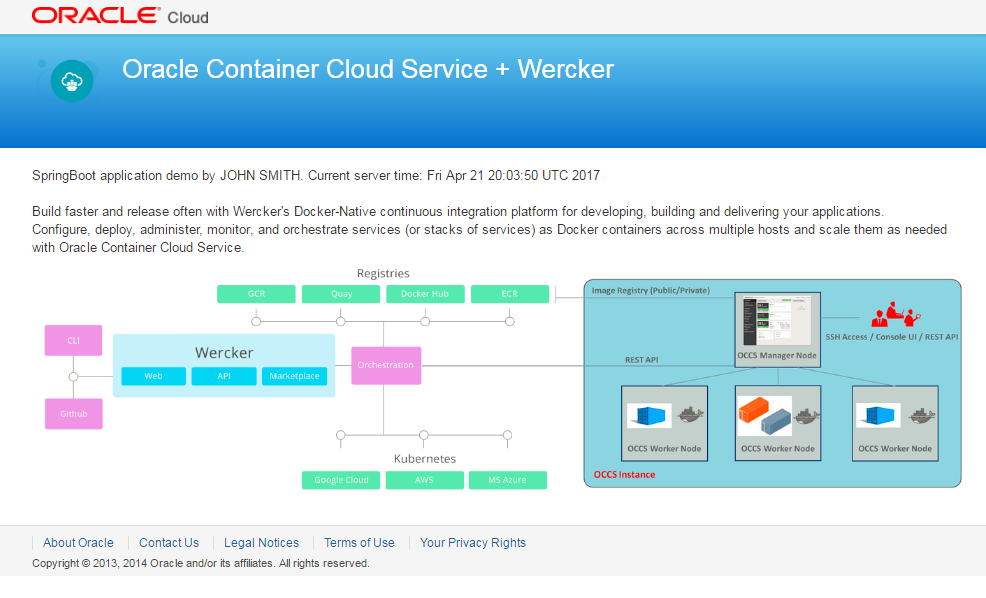 ORACLE Cloud
Oracle Container Cloud Service + Wercker
SpringBoot application demo by JOHN SMITH. Current server time: Fri Apr 21 20:03:50 UTC 2017
Build faster and release often with Wercker's Docker-Native continuous integration platform for developing, building and delivering your applications.
Configure, deploy, administer, monitor, and orchestrate services (or stacks of services) as Docker containers across multiple hosts and scale them as needed
with Oracle Container Cloud Service.
Registries
GCR Quay Docker Hub ECR
Image Registry (Public/Private)
CLI
Wercker
Web API Marketplace
Orchestration
Github
SSH Access / Console UI / REST API
OCCS Manager Node
REST API
OCCS Worker Node OCCS Worker Node OCCS Worker Node
Kubernetes
Google Cloud AWS MS Azure
OCCS Instance
About Oracle Contact Us Legal Notices Terms of Use Your Privacy Rights
Copyright © 2013, 2014 Oracle and/or its affiliates. All rights reserved.